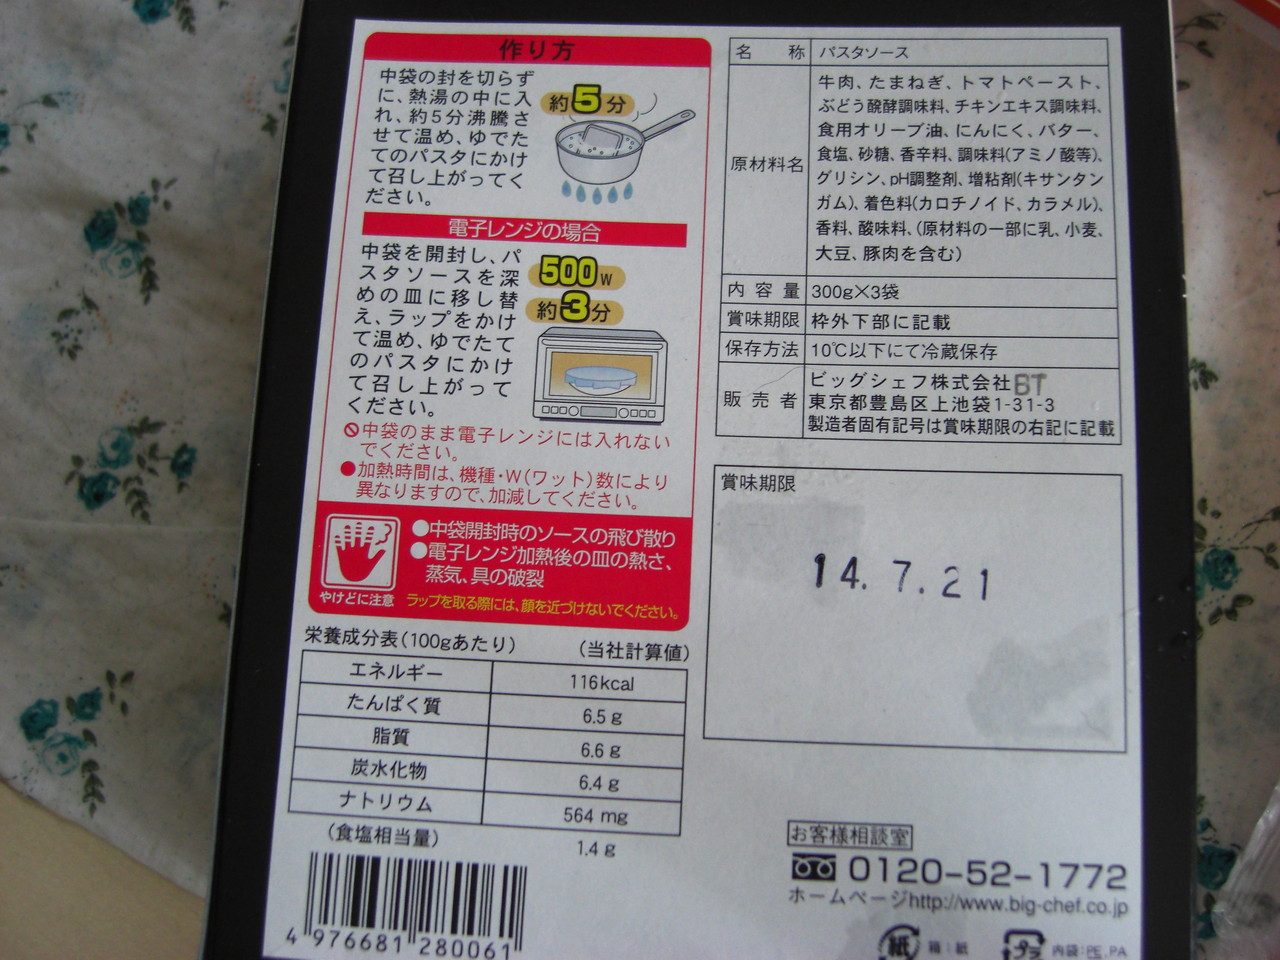 作り方
中袋の封を切らず
に、熱湯の中に入
れ、約5分沸騰さ
せて温め、ゆでた
てのパスタにかけ
て召し上がってく
ださい。
約5分
電子レンジの場合
中袋を開封し、パ
スタソースを深
めの皿に移し替
え、ラップをかけ
て温め、ゆでたて
のパスタにかけ
て召し上がって
ください。
500W
約3分
中袋のまま電子レンジには入れない
でください。
●加熱時間は、機種・W(ワット)数により
異なりますので、加減してください。
●中袋開封時のソースの飛び散り
●電子レンジ加熱後の皿の熱さ、
蒸気、具の破裂
やけどに注意
ラップを取る際には、顔を近づけないでください。
栄養成分表(100gあたり) (当社計算値)
エネルギー 116kcal
たんぱく質 6.5g
脂質 6.6g
炭水化物 6.4g
ナトリウム 564mg
(食塩相当量) 1.4g
4 976681 280061
名称 パスタソース
原材料名
牛肉、たまねぎ、トマトペースト、
ぶどう醗酵調味料、チキンエキス調味料、
食用オリーブ油、にんにく、バター、
食塩、砂糖、香辛料、調味料(アミノ酸等)、
グリシン、pH調整剤、増粘剤(キサンタン
ガム)、着色料(カロチノイド、カラメル)、
香料、酸味料、(原材料の一部に乳、小麦、
大豆、豚肉を含む)
内容量 300g×3袋
賞味期限 枠外下部に記載
保存方法 10℃以下にて冷蔵保存
販売者
ビッグシェフ株式会社BT
東京都豊島区上池袋1-31-3
製造者固有記号は賞味期限の右記に記載
賞味期限
14.7.21
お客様相談室
0120-52-1772
ホームページhttp://www.big-chef.co.jp
紙 箱:紙 プラ 内袋:PE,PA